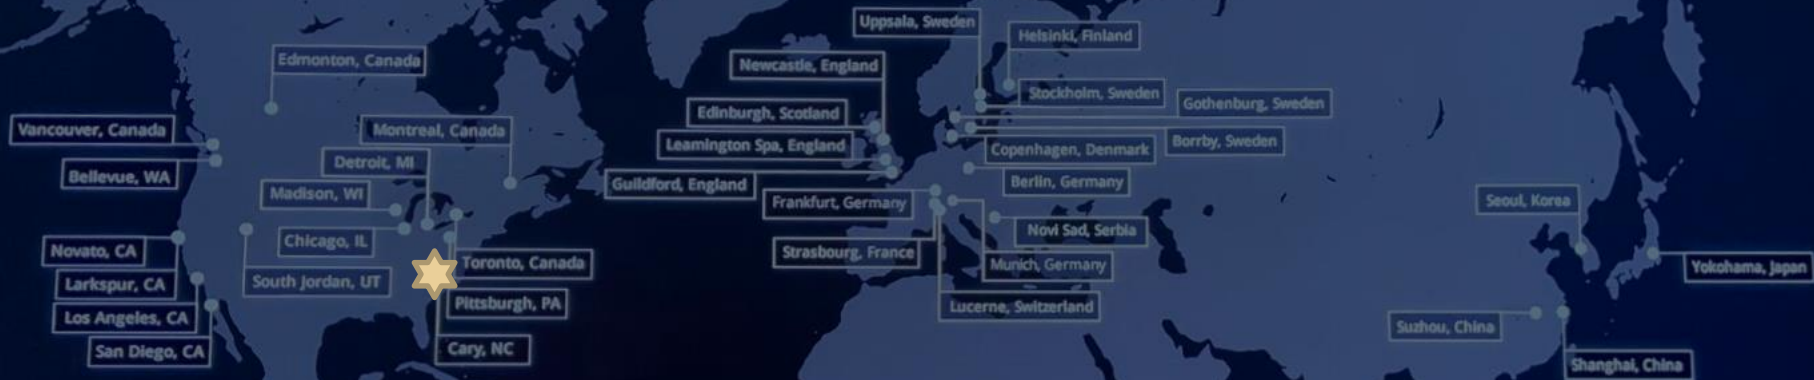 Uppsala, Sweden
Helsinki, Finland
Edmonton, Canada
Newcastle, England
Stockholm, Sweden
Gothenburg, Sweden
Edinburgh, Scotland
Vancouver, Canada
Montreal, Canada
Leamington Spa, England
Borrby, Sweden
Copenhagen, Denmark
Detroit, MI
Bellevue, WA
Guildford, England
Berlin, Germany
Madison, WI
Frankfurt, Germany
Seoul, Korea
Novi Sad, Serbia
Chicago, IL
Novato, CA
Strasbourg, France
Toronto, Canada
Munich, Germany
Yokohama, Japan
South Jordan, UT
Larkspur, CA
Pittsburgh, PA
Lucerne, Switzerland
Los Angeles, CA
Suzhou, China
Cary, NC
San Diego, CA
Shanghai, China